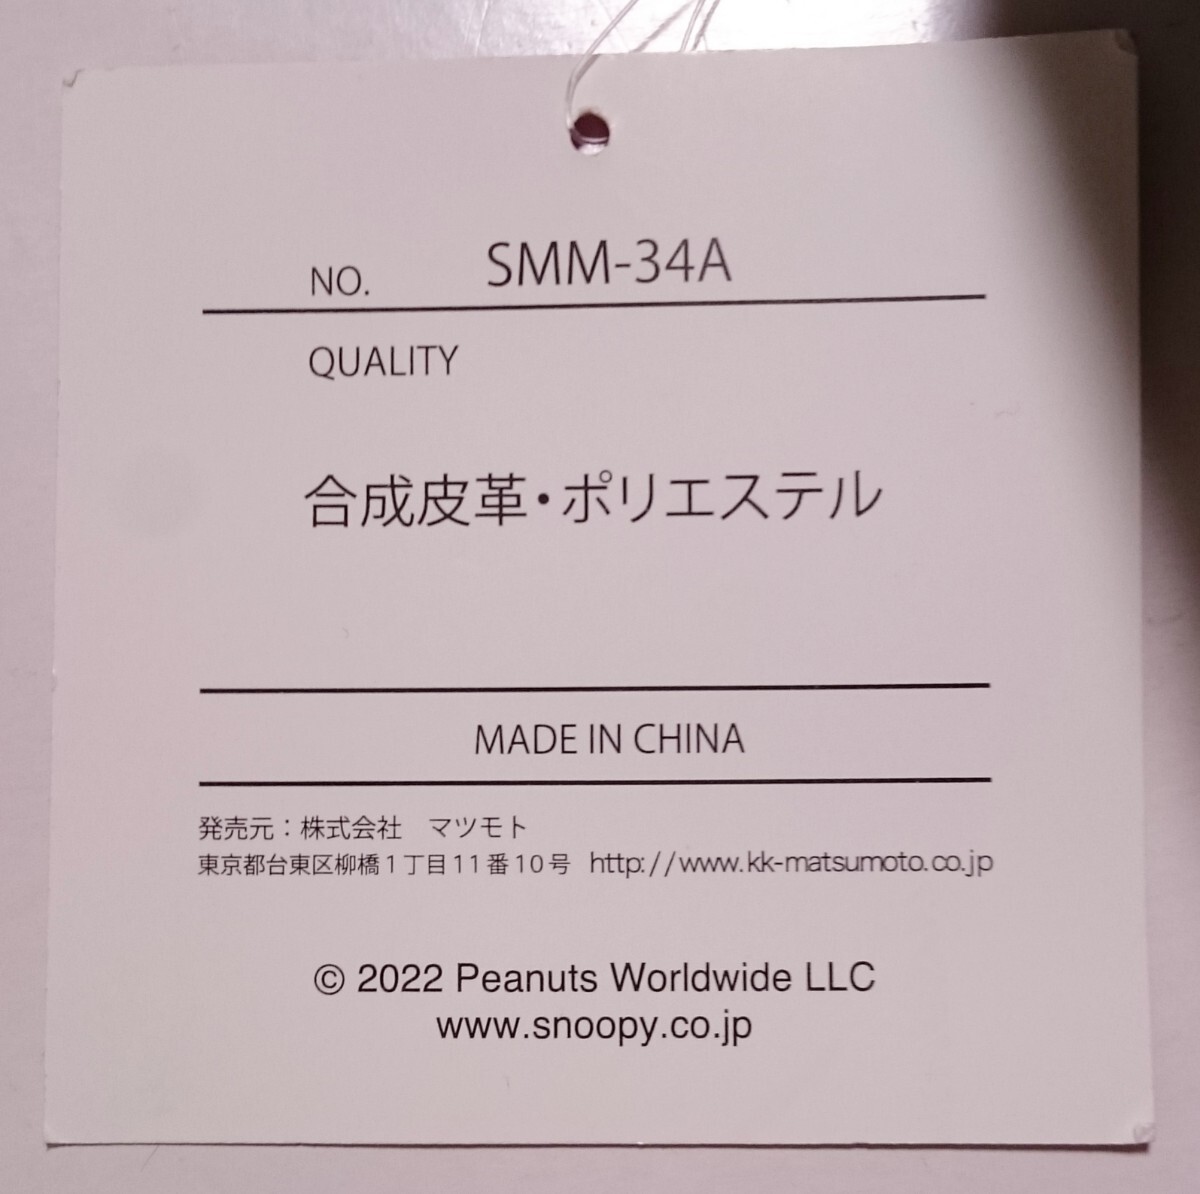 NO. SMM-34A
QUALITY
合成皮革・ポリエステル
MADE IN CHINA
発売元：株式会社　マツモト
東京都台東区柳橋1丁目11番10号 http://www.kk-matsumoto.co.jp
© 2022 Peanuts Worldwide LLC
www.snoopy.co.jp